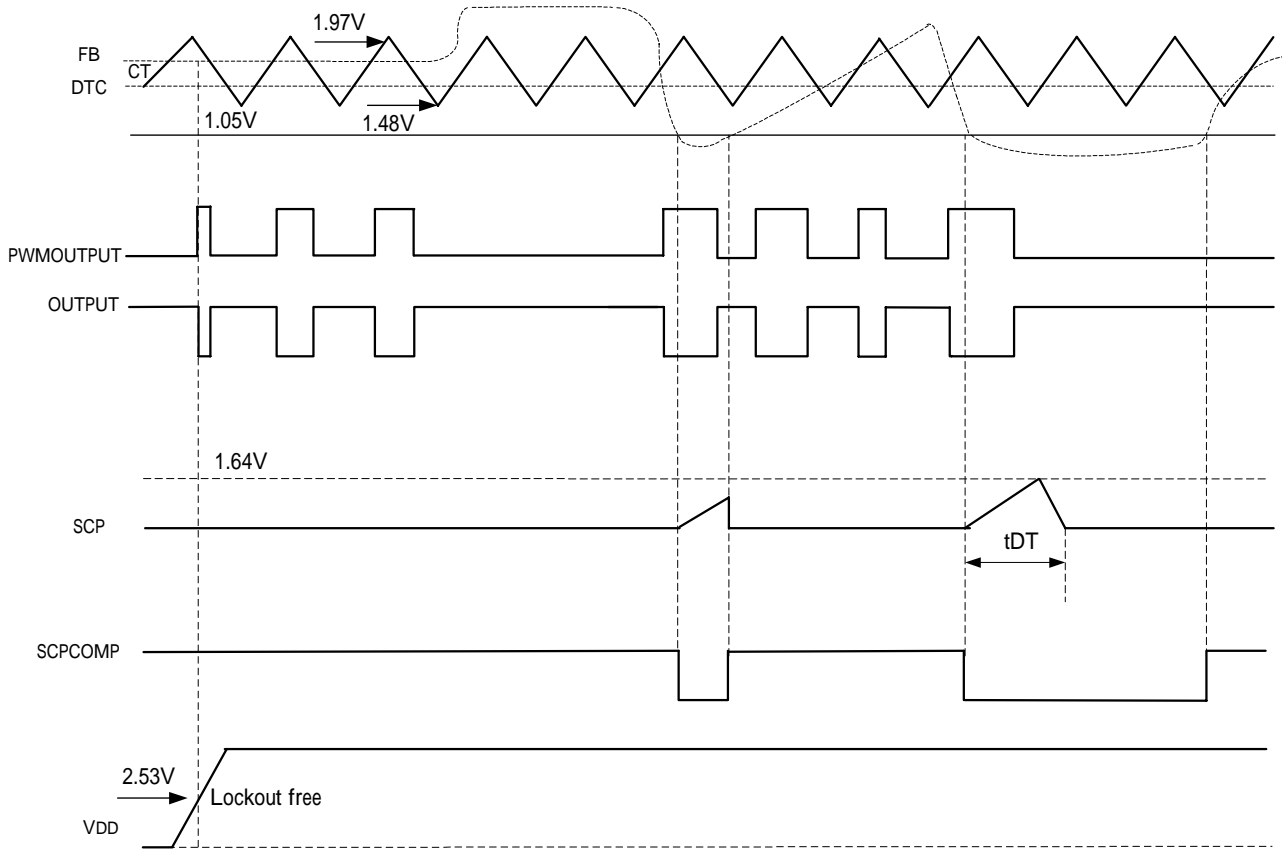 1.97V
FB
CT
DTC
1.05V
1.48V
PWMOUTPUT
OUTPUT
1.64V
SCP
tDT
SCPCOMP
2.53V
Lockout free
VDD